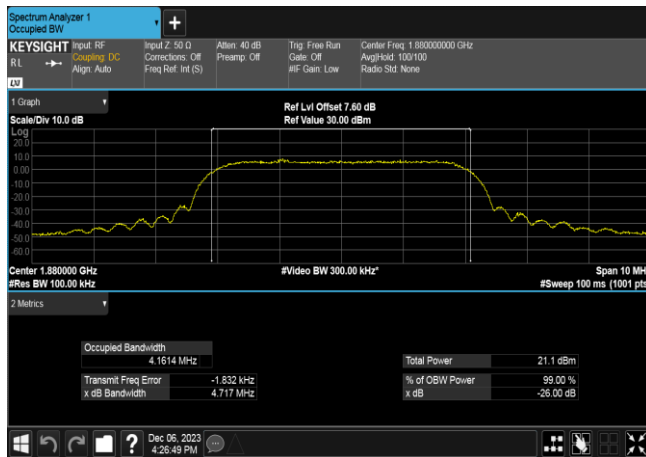 Spectrum Analyzer 1
Occupied BW
+
KEYSIGHT Input: RF Input Z: 50 Ω Atten: 40 dB Trig: Free Run Center Freq: 1.880000000 GHz
RL Coupling: DC Corrections: Off Preamp: Off Gate: Off Avg|Hold: 100/100
Align: Auto Freq Ref: Int (S) #IF Gain: Low Radio Std: None
LXI
1 Graph Ref Lvl Offset 7.60 dB
Scale/Div 10.0 dB Ref Value 30.00 dBm
Log
20.0
10.0
0.00
-10.0
-20.0
-30.0
-40.0
-50.0
-60.0
Center 1.880000 GHz #Video BW 300.00 kHz* Span 10 MH
#Res BW 100.00 kHz #Sweep 100 ms (1001 pts
2 Metrics
Occupied Bandwidth
4.1614 MHz Total Power 21.1 dBm
Transmit Freq Error -1.832 kHz % of OBW Power 99.00 %
x dB Bandwidth 4.717 MHz x dB -26.00 dB
? Dec 06, 2023
4:26:49 PM